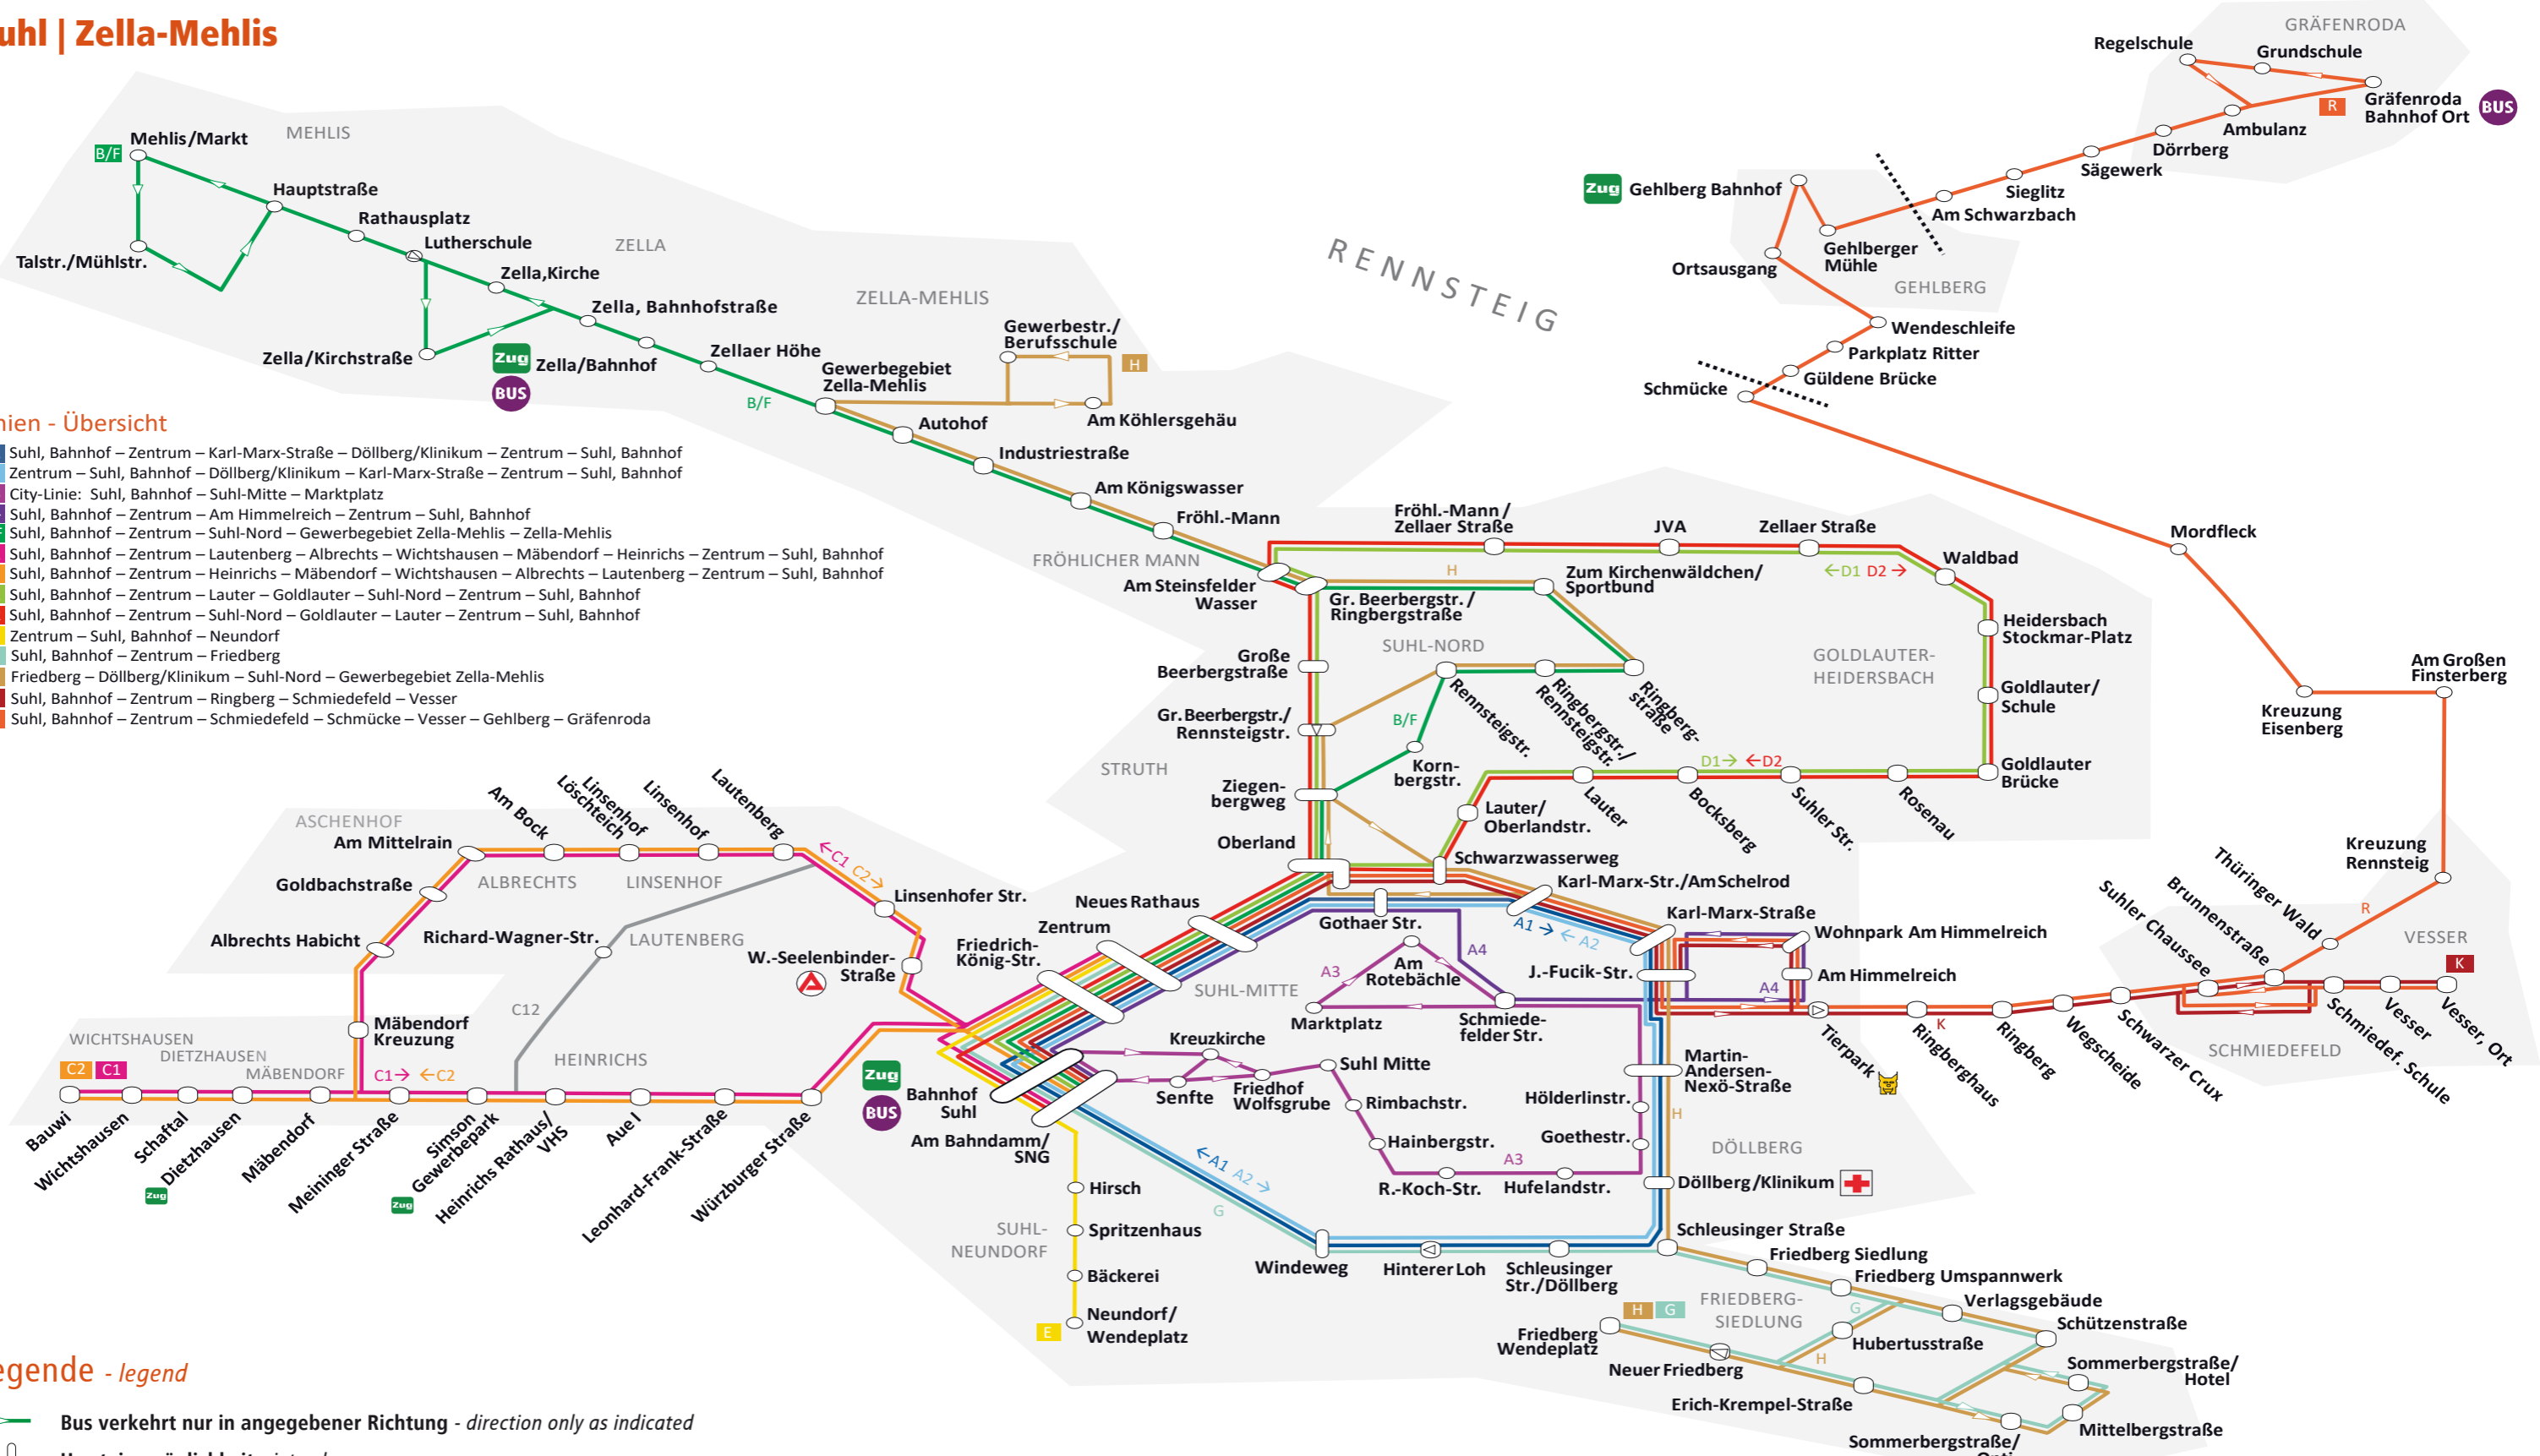 uhl | Zella-Mehlis
GRÄFENRODA
Regelschule
Grundschule
R
Gräfenroda
Bahnhof Ort
BUS
Ambulanz
Dörrberg
Sägewerk
Sieglitz
Am Schwarzbach
Zug
Gehlberg Bahnhof
Gehlberger
Mühle
Ortsausgang
GEHLBERG
Wendeschleife
Parkplatz Ritter
Güldene Brücke
Schmücke
RENNSTEIG
MEHLIS
Mehlis/Markt
B/F
Hauptstraße
Rathausplatz
Lutherschule
Talstr./Mühlstr.
ZELLA
Zella,Kirche
Zella, Bahnhofstraße
Zella/Kirchstraße
Zug
BUS
Zella/Bahnhof
Zellaer Höhe
ZELLA-MEHLIS
Gewerbestr./
Berufsschule
H
Gewerbegebiet
Zella-Mehlis
B/F
Am Köhlersgehäu
Autohof
Industriestraße
Am Königswasser
Fröhl.-Mann
FRÖHLICHER MANN
Am Steinsfelder
Wasser
nien - Übersicht
Suhl, Bahnhof – Zentrum – Karl-Marx-Straße – Döllberg/Klinikum – Zentrum – Suhl, Bahnhof
Zentrum – Suhl, Bahnhof – Döllberg/Klinikum – Karl-Marx-Straße – Zentrum – Suhl, Bahnhof
City-Linie: Suhl, Bahnhof – Suhl-Mitte – Marktplatz
Suhl, Bahnhof – Zentrum – Am Himmelreich – Zentrum – Suhl, Bahnhof
Suhl, Bahnhof – Zentrum – Suhl-Nord – Gewerbegebiet Zella-Mehlis – Zella-Mehlis
Suhl, Bahnhof – Zentrum – Lautenberg – Albrechts – Wichtshausen – Mäbendorf – Heinrichs – Zentrum – Suhl, Bahnhof
Suhl, Bahnhof – Zentrum – Heinrichs – Mäbendorf – Wichtshausen – Albrechts – Lautenberg – Zentrum – Suhl, Bahnhof
Suhl, Bahnhof – Zentrum – Lauter – Goldlauter – Suhl-Nord – Zentrum – Suhl, Bahnhof
Suhl, Bahnhof – Zentrum – Suhl-Nord – Goldlauter – Lauter – Zentrum – Suhl, Bahnhof
Zentrum – Suhl, Bahnhof – Neundorf
Suhl, Bahnhof – Zentrum – Friedberg
Friedberg – Döllberg/Klinikum – Suhl-Nord – Gewerbegebiet Zella-Mehlis
Suhl, Bahnhof – Zentrum – Ringberg – Schmiedefeld – Vesser
Suhl, Bahnhof – Zentrum – Schmiedefeld – Schmücke – Vesser – Gehlberg – Gräfenroda
Fröhl.-Mann /
Zellaer Straße
JVA
Zellaer Straße
Waldbad
←D1 D2→
H
Zum Kirchenwäldchen/
Sportbund
Gr. Beerbergstr. /
Ringbergstraße
Heidersbach
Stockmar-Platz
SUHL-NORD
GOLDLAUTER-
HEIDERSBACH
Große
Beerbergstraße
Goldlauter/
Schule
Gr. Beerbergstr./
Rennsteigstr.
B/F
Rennsteigstr.
Ringbergstr./
Rennsteigstr.
Ringberg-
straße
Korn-
bergstr.
STRUTH
Ziegen-
bergweg
D1→ ←D2
Goldlauter
Brücke
Lauter/
Oberlandstr.
Lauter
Bocksberg
Suhler Str.
Rosenau
Mordfleck
Kreuzung
Eisenberg
Am Großen
Finsterberg
Kreuzung
Rennsteig
R
Oberland
Schwarzwasserweg
Karl-Marx-Str./AmSchelrod
Gothaer Str.
Neues Rathaus
Zentrum
Friedrich-
König-Str.
A1 → ← A2
A4
Karl-Marx-Straße
Wohnpark Am Himmelreich
J.-Fucik-Str.
Am Himmelreich
A4
A3
Am
Rotebächle
SUHL-MITTE
Marktplatz
Schmiede-
felder Str.
Tierpark
K
Ringberghaus
Ringberg
Wegscheide
Schwarzer Crux
Suhler Chaussee
Brunnenstraße
Thüringer Wald
VESSER
K
Schmiedef. Schule
Vesser
Vesser, Ort
SCHMIEDEFELD
ASCHENHOF
Am Mittelrain
Am Bock
Linsenhof
Löschteich
Linsenhof
Lautenberg
←C1 C2→
Goldbachstraße
ALBRECHTS
LINSENHOF
Linsenhofer Str.
Albrechts Habicht
Richard-Wagner-Str.
LAUTENBERG
W.-Seelenbinder-
Straße
C12
Mäbendorf
Kreuzung
WICHTSHAUSEN
DIETZHAUSEN
MÄBENDORF
C2 C1
C1→ ←C2
HEINRICHS
Bauwi
Wichtshausen
Schaftal
Dietzhausen
Zug
Mäbendorf
Meininger Straße
Simson
Gewerbepark
Zug
Heinrichs Rathaus/
VHS
Aue I
Leonhard-Frank-Straße
Würzburger Straße
Zug
BUS
Bahnhof
Suhl
Am Bahndamm/
SNG
Kreuzkirche
Senfte
Friedhof
Wolfsgrube
Suhl Mitte
Rimbachstr.
Hainbergstr.
R.-Koch-Str.
A3
Hufelandstr.
Goethestr.
Hölderlinstr.
Martin-
Andersen-
Nexö-Straße
H
DÖLLBERG
Döllberg/Klinikum
←A1 A2→
G
Hirsch
Spritzenhaus
Bäckerei
Neundorf/
Wendeplatz
E
SUHL-
NEUNDORF
Windeweg
Hinterer Loh
Schleusinger
Str./Döllberg
Schleusinger Straße
Friedberg Siedlung
Friedberg Umspannwerk
Verlagsgebäude
Schützenstraße
H G
FRIEDBERG-
SIEDLUNG
G
Friedberg
Wendeplatz
Hubertusstraße
Neuer Friedberg
H
Sommerbergstraße/
Hotel
Erich-Krempel-Straße
Mittelbergstraße
Sommerbergstraße/
egende - legend
Bus verkehrt nur in angegebener Richtung - direction only as indicated